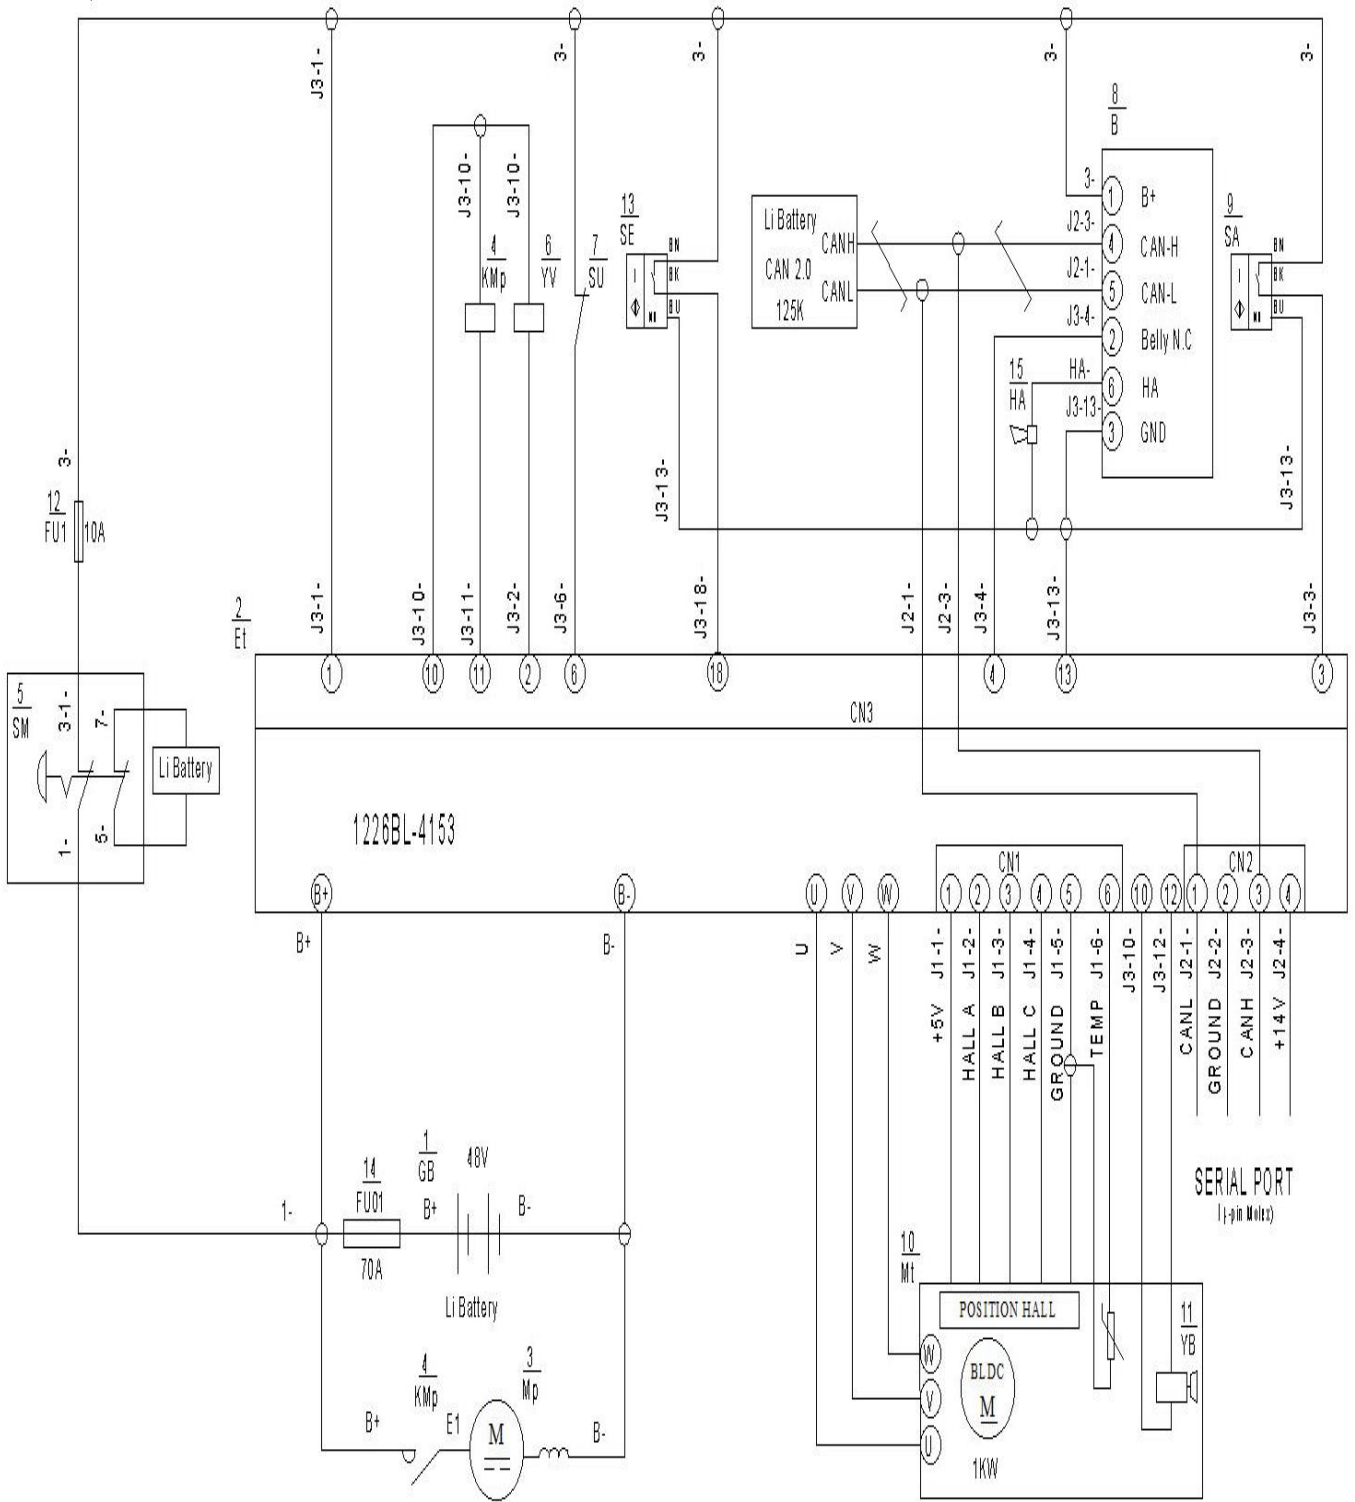 3-
3-
3-
3-
J3-1-
8
B
J3-10-
J3-10-
3-
1
B+
13
SE
Li Battery
CANH
CAN 2.0
CANL
125K
J2-3-
4
CAN-H
9
SA
BN
BK
BU
BN
BK
BU
4
KMp
6
YV
7
SU
J2-1-
5
CAN-L
J3-4-
2
Belly N.C
15
HA
HA-
6
HA
J3-13-
3
GND
3-
12
FU1
10A
J3-13-
J3-13-
2
Et
J3-1-
J3-10-
J3-11-
J3-2-
J3-6-
J3-18-
J2-1-
J2-3-
J3-4-
J3-13-
J3-3-
1
10
11
2
6
18
4
13
3
CN3
5
SM
3-1-
7-
Li Battery
1-
5-
1226BL-4153
CN1
CN2
B+
B-
U
V
W
1
2
3
4
5
6
10
12
1
2
3
4
B+
B-
U
V
W
+5V J1-1-
HALL A J1-2-
HALL B J1-3-
HALL C J1-4-
GROUND J1-5-
TEMP J1-6-
J3-10-
J3-12-
CANL J2-1-
GROUND J2-2-
CANH J2-3-
+14V J2-4-
SERIAL PORT
1-
14
FU01
70A
1
GB
48V
B+
B-
Li Battery
10
Mt
POSITION HALL
11
YB
W
V
U
BLDC
M
1KW
4
KMp
3
Mp
B+
E1
M
B-